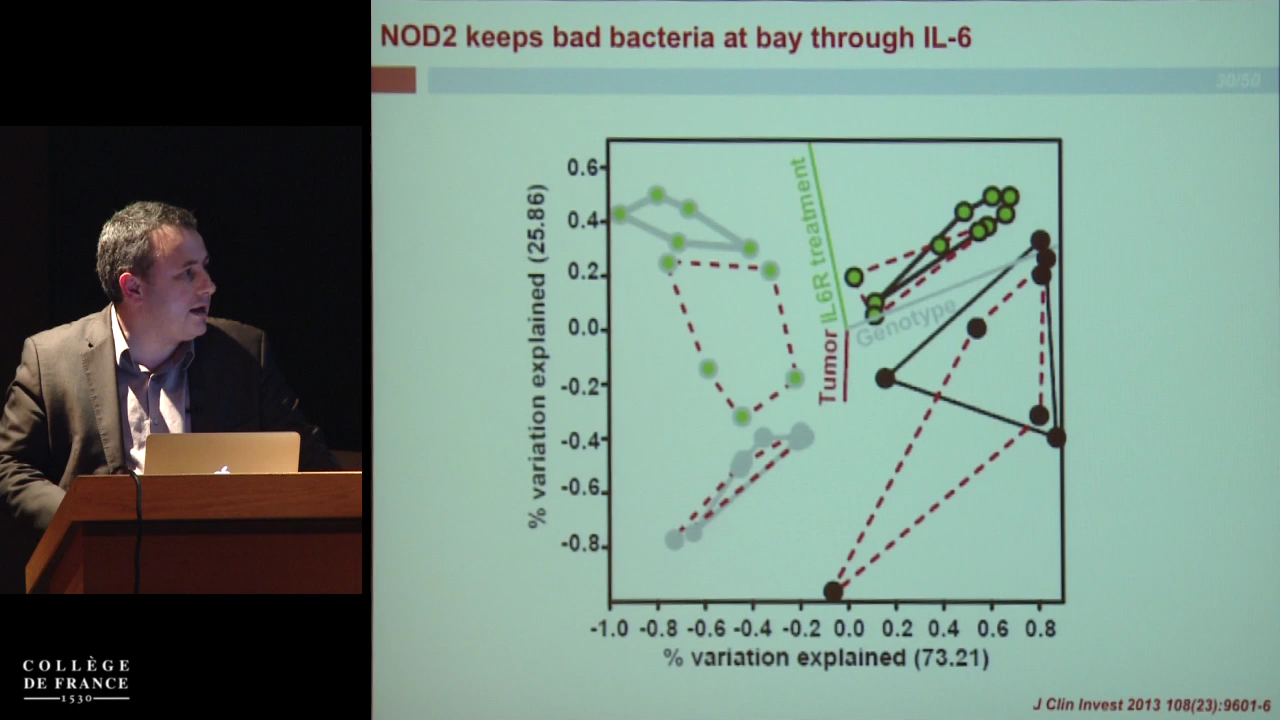 NOD2 keeps bad bacteria at bay through IL-6
30/50
% variation explained (25.86)
0.6
0.4
0.2
0.0
-0.2
-0.4
-0.6
-0.8
IL6R treatment
Genotype
Tumor
-1.0 -0.8 -0.6 -0.4 -0.2 0.0 0.2 0.4 0.6 0.8
% variation explained (73.21)
J Clin Invest 2013 108(23):9601-6
COLLÈGE
DE FRANCE
1530